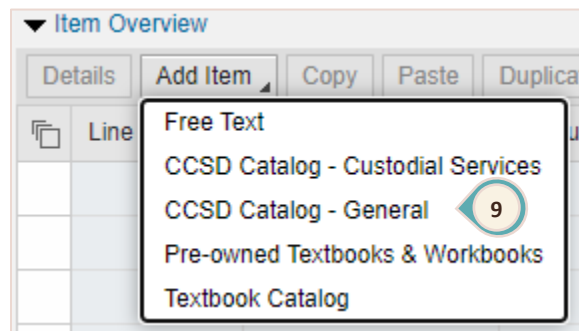 Item Overview
Details Add Item Copy Paste Duplica
Line
Free Text
CCSD Catalog - Custodial Services
CCSD Catalog - General 9
Pre-owned Textbooks & Workbooks
Textbook Catalog